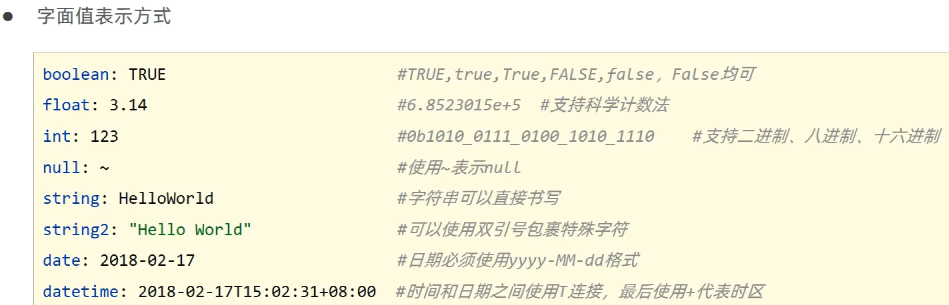 ● 字面值表示方式
boolean: TRUE #TRUE,true,True,FALSE,false，False均可
float: 3.14 #6.8523015e+5 #支持科学计数法
int: 123 #0b1010_0111_0100_1010_1110 #支持二进制、八进制、十六进制
null: ~ #使用~表示null
string: HelloWorld #字符串可以直接书写
string2: "Hello World" #可以使用双引号包裹特殊字符
date: 2018-02-17 #日期必须使用yyyy-MM-dd格式
datetime: 2018-02-17T15:02:31+08:00 #时间和日期之间使用T连接，最后使用+代表时区